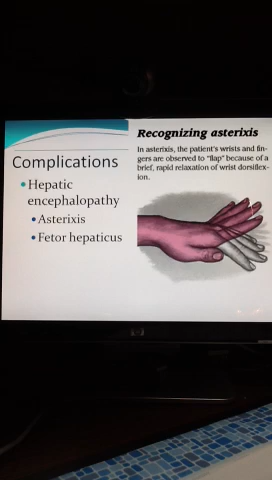 Complications
• Hepatic
encephalopathy
• Asterixis
• Fetor hepaticus
Recognizing asterixis
In asterixis, the patient's wrists and fin-
gers are observed to "flap" because of a
brief, rapid relaxation of wrist dorsiflex-
ion.
hp